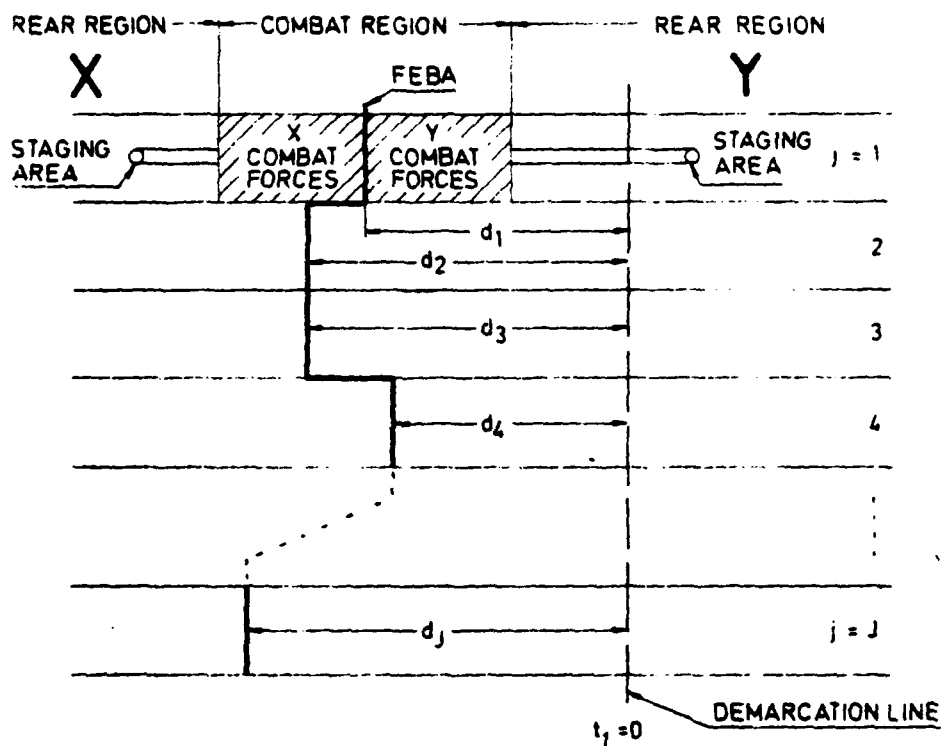 REAR REGION COMBAT REGION REAR REGION
X Y
FEBA
STAGING AREA
X COMBAT FORCES
Y COMBAT FORCES
STAGING AREA
j = 1
d1
d2
2
d3
3
d4
4
dJ
j = J
t1 = 0
DEMARCATION LINE